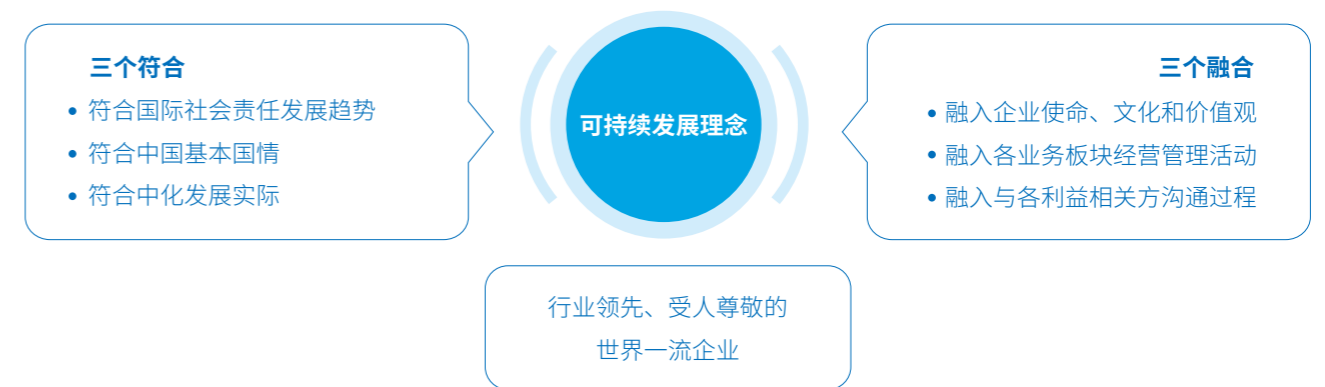 三个符合
• 符合国际社会责任发展趋势
• 符合中国基本国情
• 符合中化发展实际
可持续发展理念
三个融合
• 融入企业使命、文化和价值观
• 融入各业务板块经营管理活动
• 融入与各利益相关方沟通过程
行业领先、受人尊敬的
世界一流企业